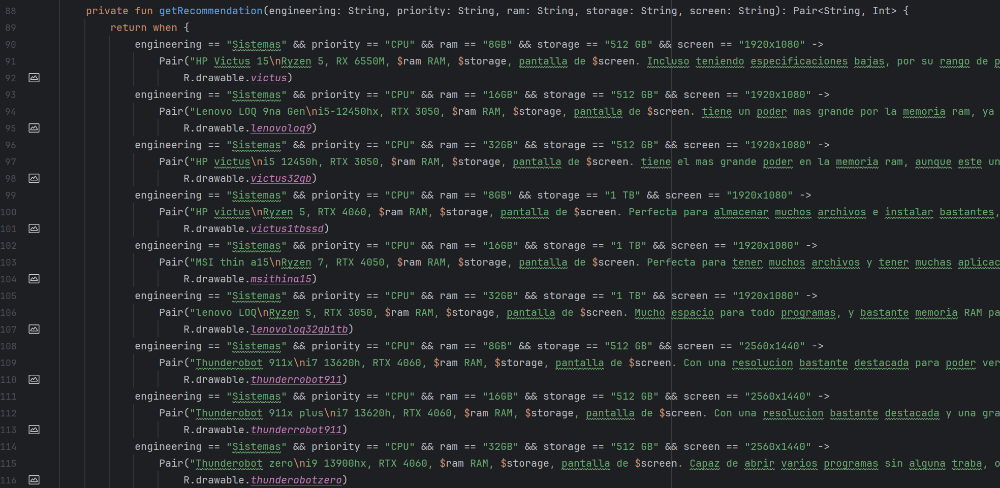 88 private fun getRecommendation(engineering: String, priority: String, ram: String, storage: String, screen: String): Pair<String, Int> {
89 return when {
90 engineering == "Sistemas" && priority == "CPU" && ram == "8GB" && storage == "512 GB" && screen == "1920x1080" ->
91 Pair("HP Victus 15\nRyzen 5, RX 6550M, $ram RAM, $storage, pantalla de $screen. Incluso teniendo especificaciones bajas, por su rango de p
92 R.drawable.victus)
93 engineering == "Sistemas" && priority == "CPU" && ram == "16GB" && storage == "512 GB" && screen == "1920x1080" ->
94 Pair("Lenovo LOQ 9na Gen\ni5-12450hx, RTX 3050, $ram RAM, $storage, pantalla de $screen. tiene un poder mas grande por la memoria ram, ya
95 R.drawable.lenovoloq9)
96 engineering == "Sistemas" && priority == "CPU" && ram == "32GB" && storage == "512 GB" && screen == "1920x1080" ->
97 Pair("HP victus\ni5 12450h, RTX 3050, $ram RAM, $storage, pantalla de $screen. tiene el mas grande poder en la memoria ram, aunque este un
98 R.drawable.victus32gb)
99 engineering == "Sistemas" && priority == "CPU" && ram == "8GB" && storage == "1 TB" && screen == "1920x1080" ->
100 Pair("HP victus\nRyzen 5, RTX 4060, $ram RAM, $storage, pantalla de $screen. Perfecta para almacenar muchos archivos e instalar bastantes,
101 R.drawable.victus1tbssd)
102 engineering == "Sistemas" && priority == "CPU" && ram == "16GB" && storage == "1 TB" && screen == "1920x1080" ->
103 Pair("MSI thin a15\nRyzen 7, RTX 4050, $ram RAM, $storage, pantalla de $screen. Perfecta para tener muchos archivos y tener muchas aplicac
104 R.drawable.msithina15)
105 engineering == "Sistemas" && priority == "CPU" && ram == "32GB" && storage == "1 TB" && screen == "1920x1080" ->
106 Pair("lenovo LOQ\nRyzen 5, RTX 3050, $ram RAM, $storage, pantalla de $screen. Mucho espacio para todo programas, y bastante memoria RAM pa
107 R.drawable.lenovoloq32gb1tb)
108 engineering == "Sistemas" && priority == "CPU" && ram == "8GB" && storage == "512 GB" && screen == "2560x1440" ->
109 Pair("Thunderobot 911x\ni7 13620h, RTX 4060, $ram RAM, $storage, pantalla de $screen. Con una resolucion bastante destacada para poder ver
110 R.drawable.thunderrobot911)
111 engineering == "Sistemas" && priority == "CPU" && ram == "16GB" && storage == "512 GB" && screen == "2560x1440" ->
112 Pair("Thunderobot 911x plus\ni7 13620h, RTX 4060, $ram RAM, $storage, pantalla de $screen. Con una resolucion bastante destacada y una gra
113 R.drawable.thunderrobot911)
114 engineering == "Sistemas" && priority == "CPU" && ram == "32GB" && storage == "512 GB" && screen == "2560x1440" ->
115 Pair("Thunderobot zero\ni9 13900hx, RTX 4060, $ram RAM, $storage, pantalla de $screen. Capaz de abrir varios programas sin alguna traba, o
116 R.drawable.thunderobotzero)